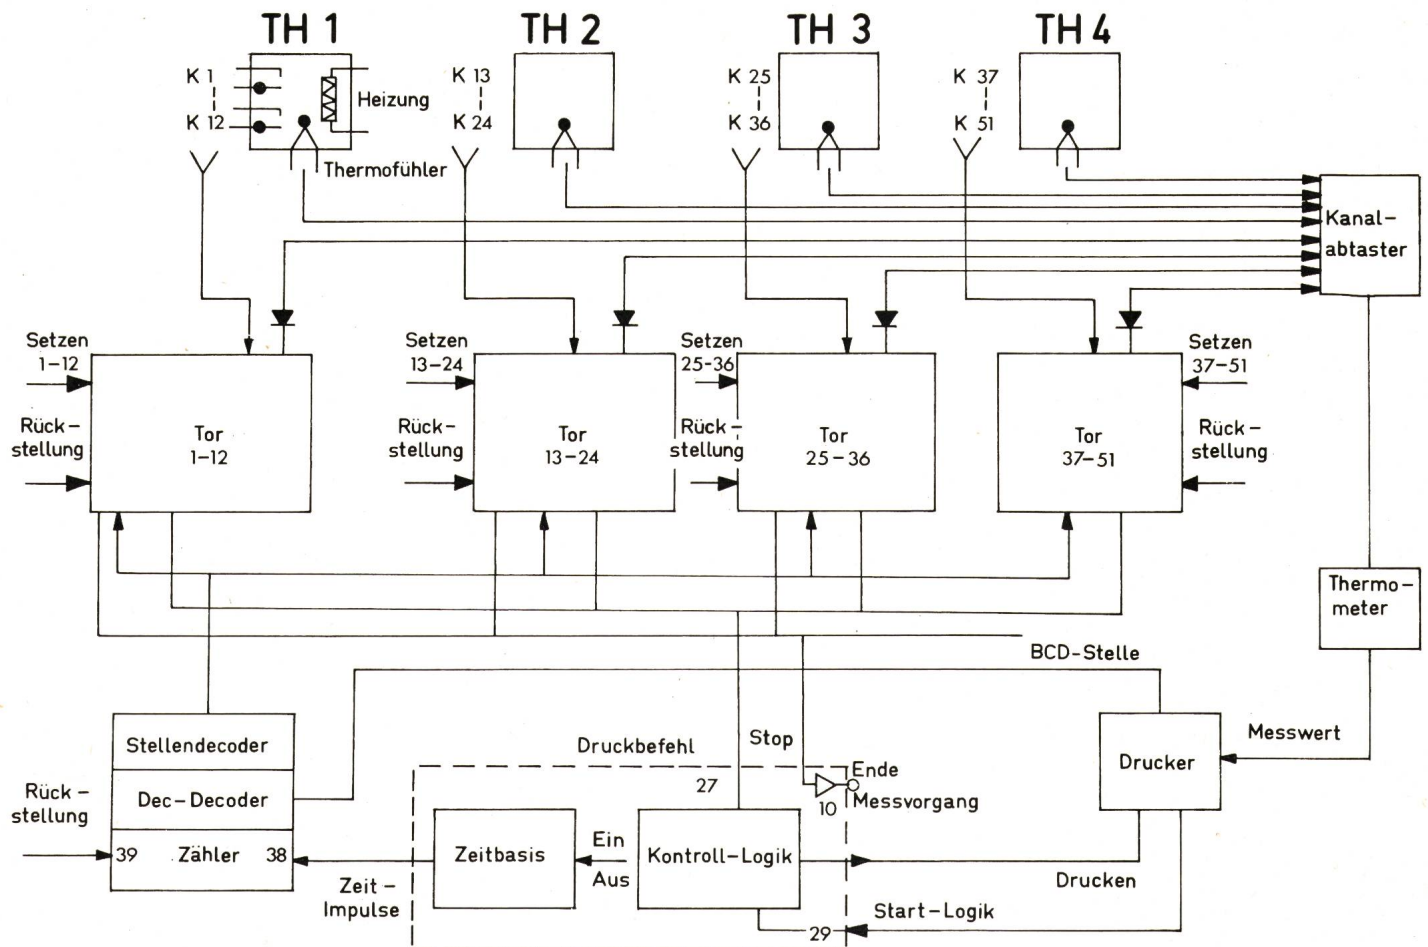 TH 1
TH 2
TH 3
TH 4
K 1
K 12
Heizung
Thermofühler
K 13
K 24
K 25
K 36
K 37
K 51
Kanal-
abtaster
Setzen
1-12
Rück-
stellung
Tor
1-12
Setzen
13-24
Rück-
stellung
Tor
13-24
Setzen
25-36
Rück-
stellung
Tor
25-36
Tor
37-51
Setzen
37-51
Rück-
stellung
Thermo-
meter
BCD-Stelle
Stellendecoder
Dec-Decoder
Rück-
stellung
39 Zähler 38
Zeit-
Impulse
Druckbefehl
Stop
27
Zeitbasis
Ein
Aus
Kontroll-Logik
10
Ende
Messvorgang
Drucker
Messwert
Drucken
Start-Logik
29